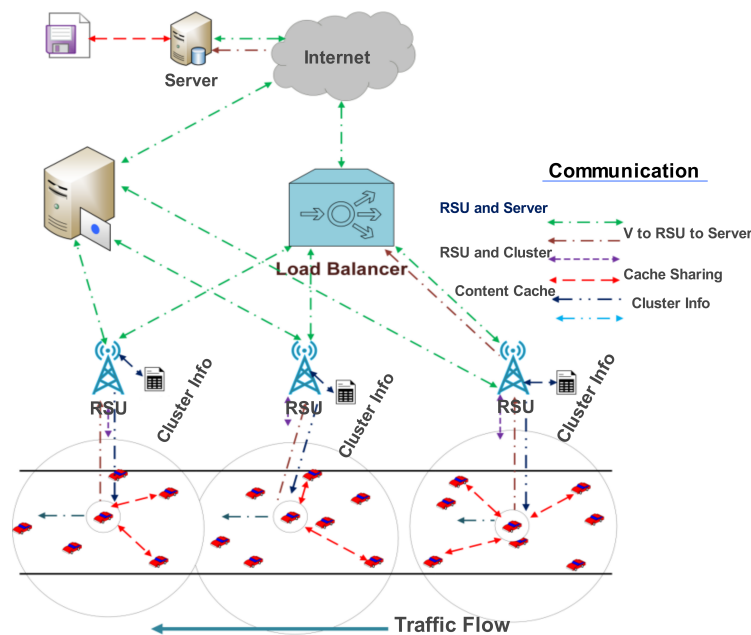 Internet
Server
Communication
RSU and Server
V to RSU to Server
RSU and Cluster
Load Balancer
Cache Sharing
Content Cache
Cluster Info
RSU
Cluster Info
RSU
Cluster Info
RSU
Cluster Info
Traffic Flow